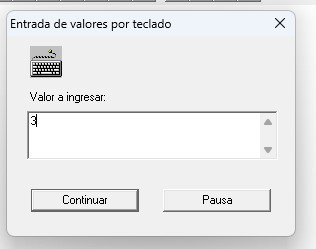 Entrada de valores por teclado
Valor a ingresar:
3
Continuar
Pausa